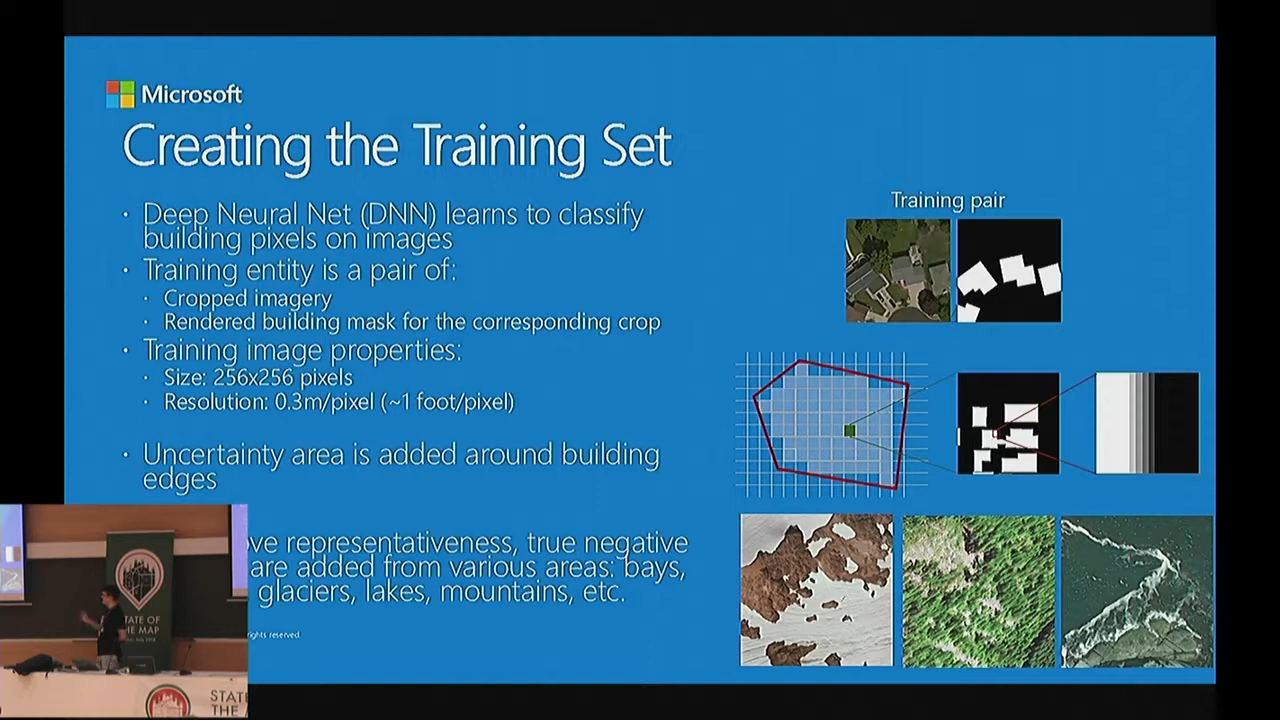 Microsoft
Creating the Training Set
· Deep Neural Net (DNN) learns to classify
building pixels on images
· Training entity is a pair of:
· Cropped imagery
· Rendered building mask for the corresponding crop
· Training image properties:
· Size: 256x256 pixels
· Resolution: 0.3m/pixel (~1 foot/pixel)
· Uncertainty area is added around building
edges
representativeness, true negative
are added from various areas: bays,
glaciers, lakes, mountains, etc.
reserved.
Training pair
STATE OF
THE MAP
STATE
THE